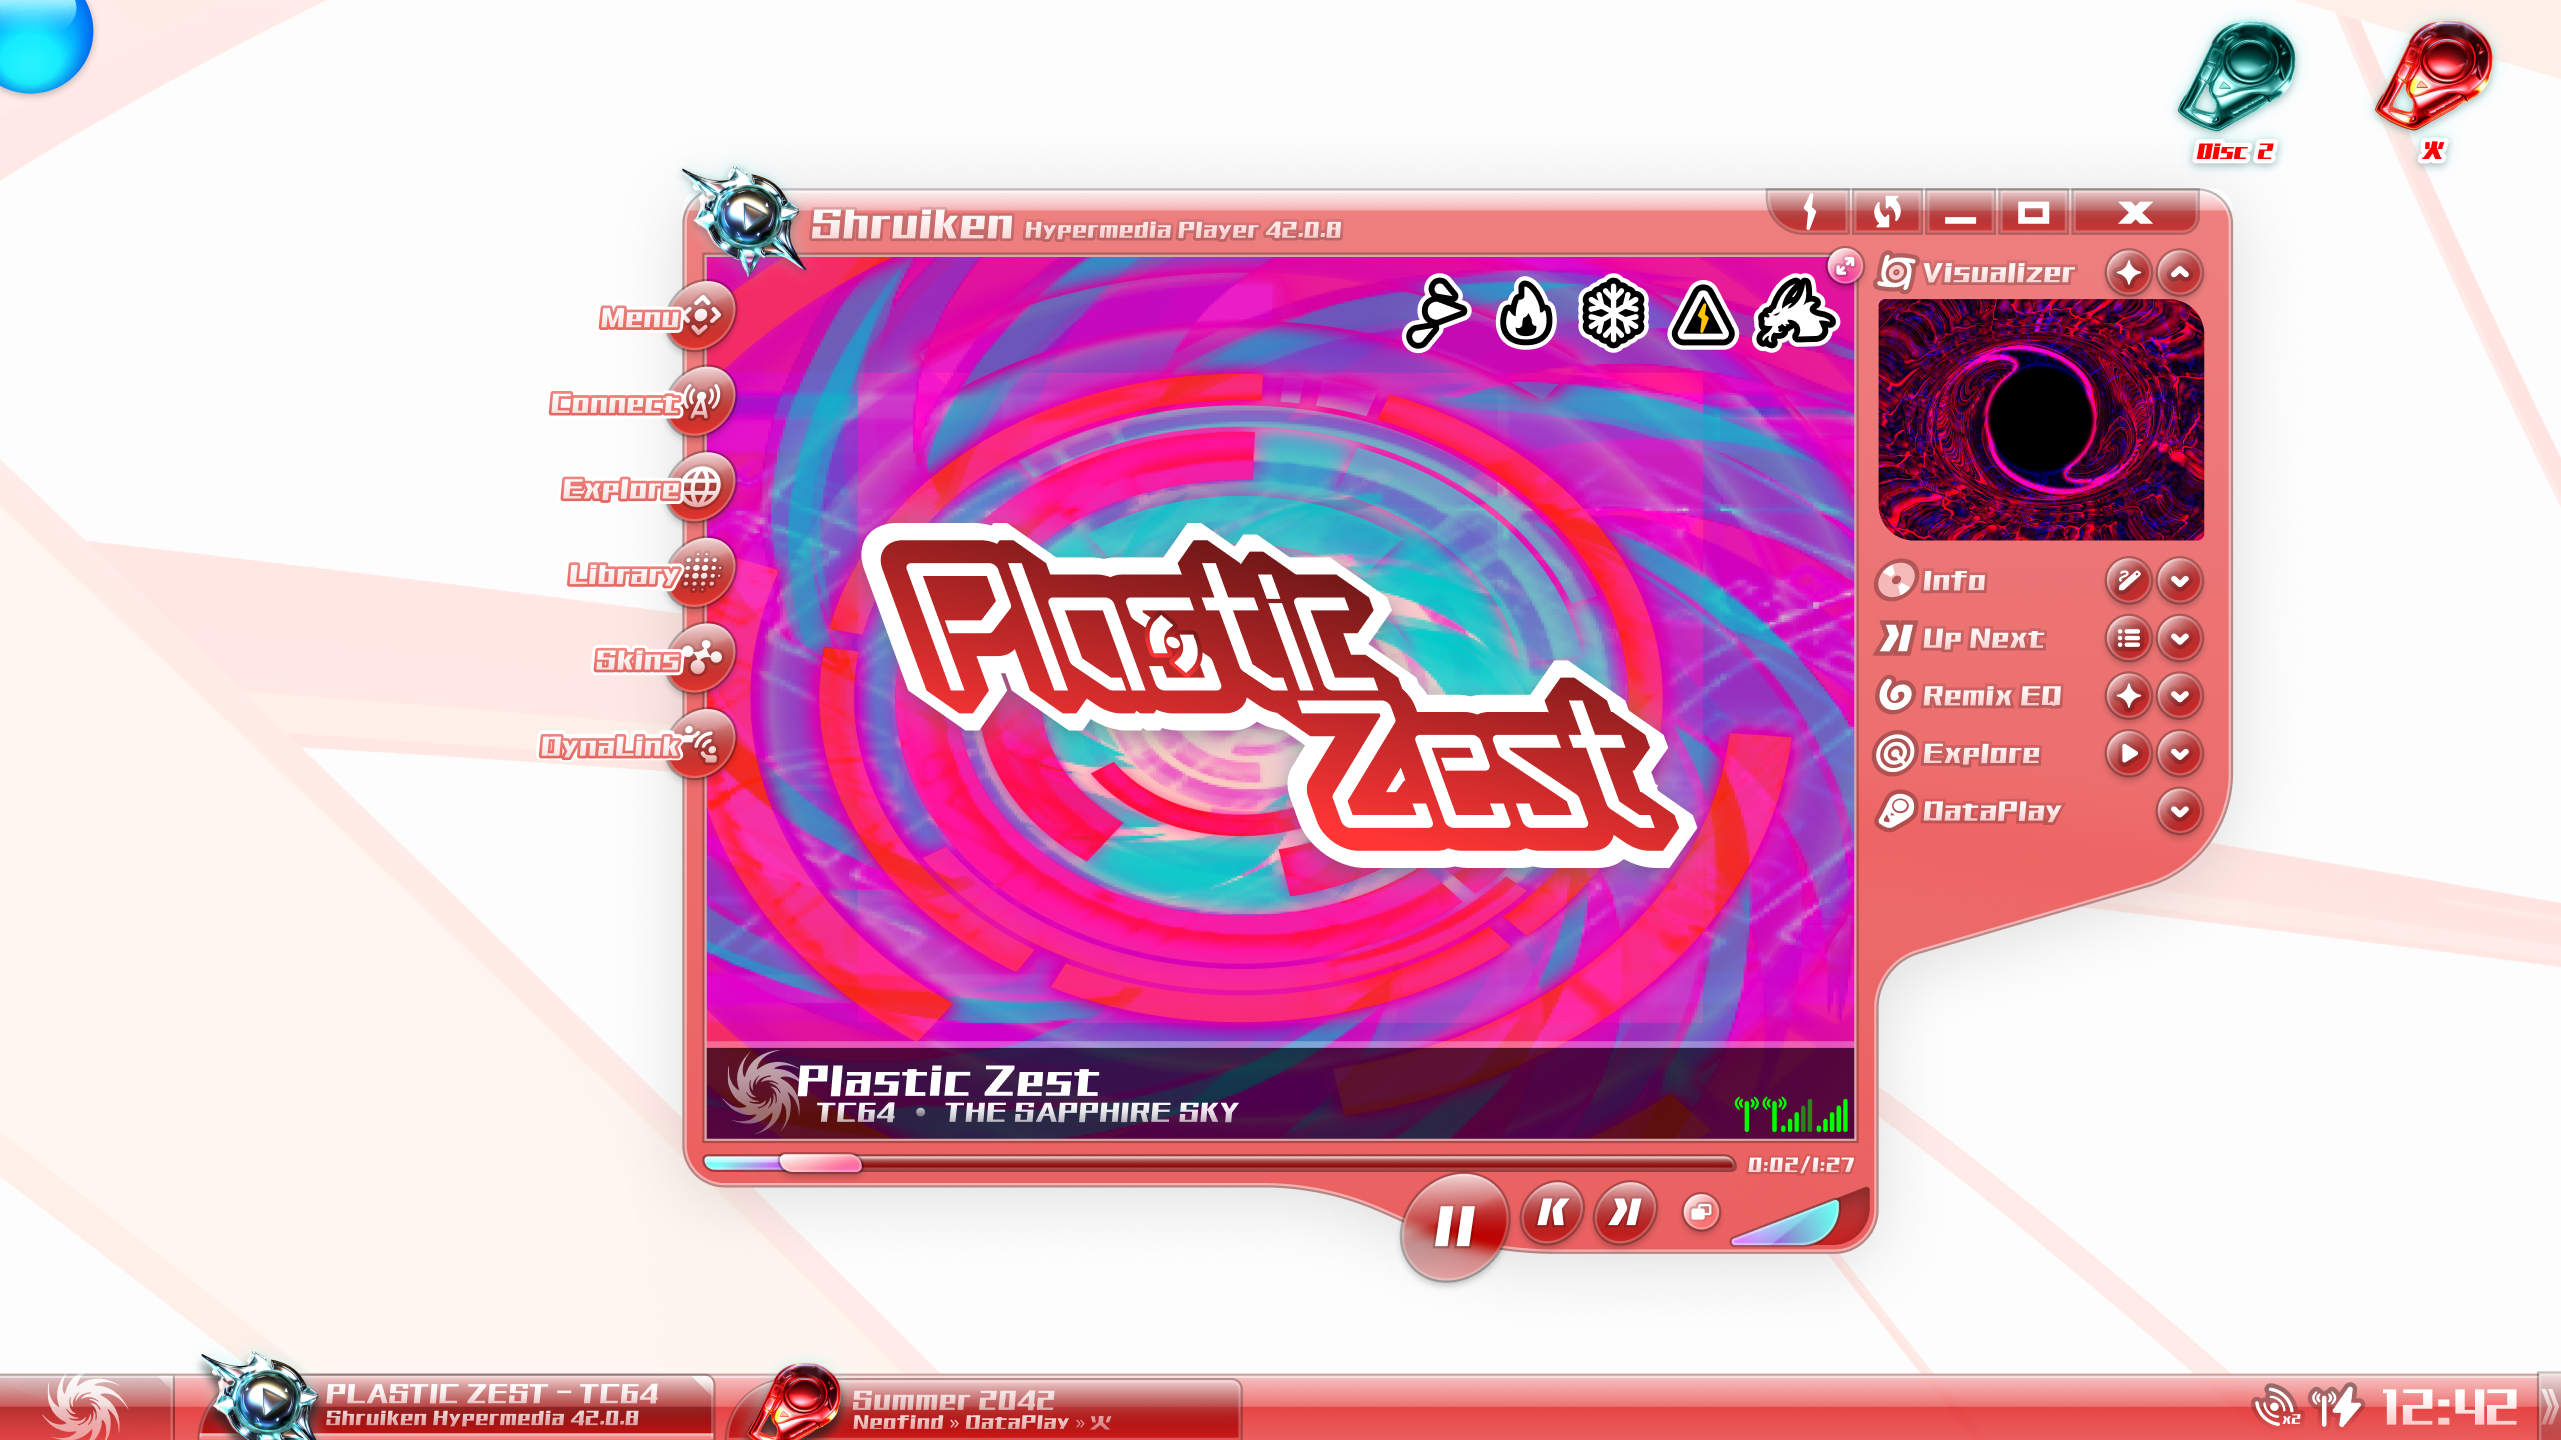 Disc 2
火
Shruiken Hypermedia Player 42.0.8
Menu
Connect
Explore
Library
Skins
DynaLink
Plastic
Zest
Visualizer
Info
Up Next
Remix EQ
Explore
DataPlay
Plastic Zest
TC64 • THE SAPPHIRE SKY
0:02/1:27
PLASTIC ZEST - TC64
Shruiken Hypermedia 42.0.8
Summer 2042
Neofind » DataPlay » 火
x2
12:42